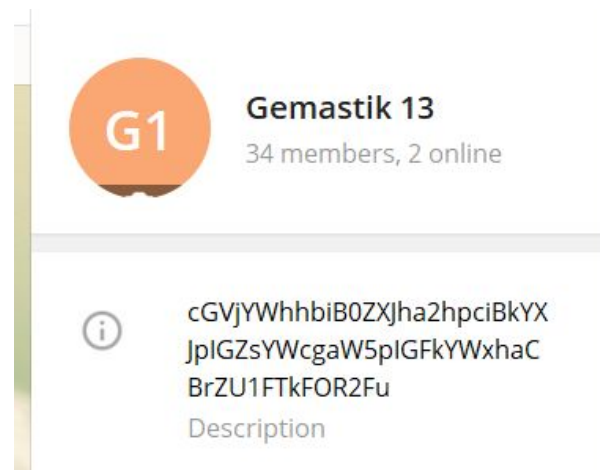 G1
Gemastik 13
34 members, 2 online
cGVjYWhhbiB0ZXJha2hpciBkYX
JpIGZsYWcgaW5pIGFkYWxhaC
BrZU1FTkFOR2Fu
Description